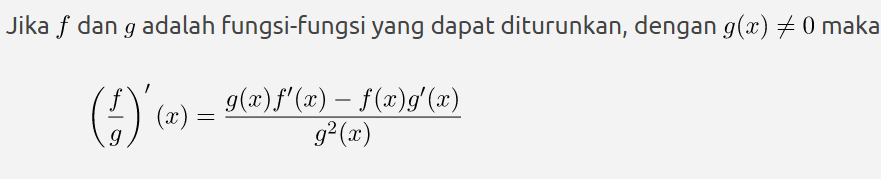 Jika f dan g adalah fungsi-fungsi yang dapat diturunkan, dengan g(x) ≠ 0 maka
(f/g)′(x) = (g(x)f′(x) − f(x)g′(x))/g²(x)